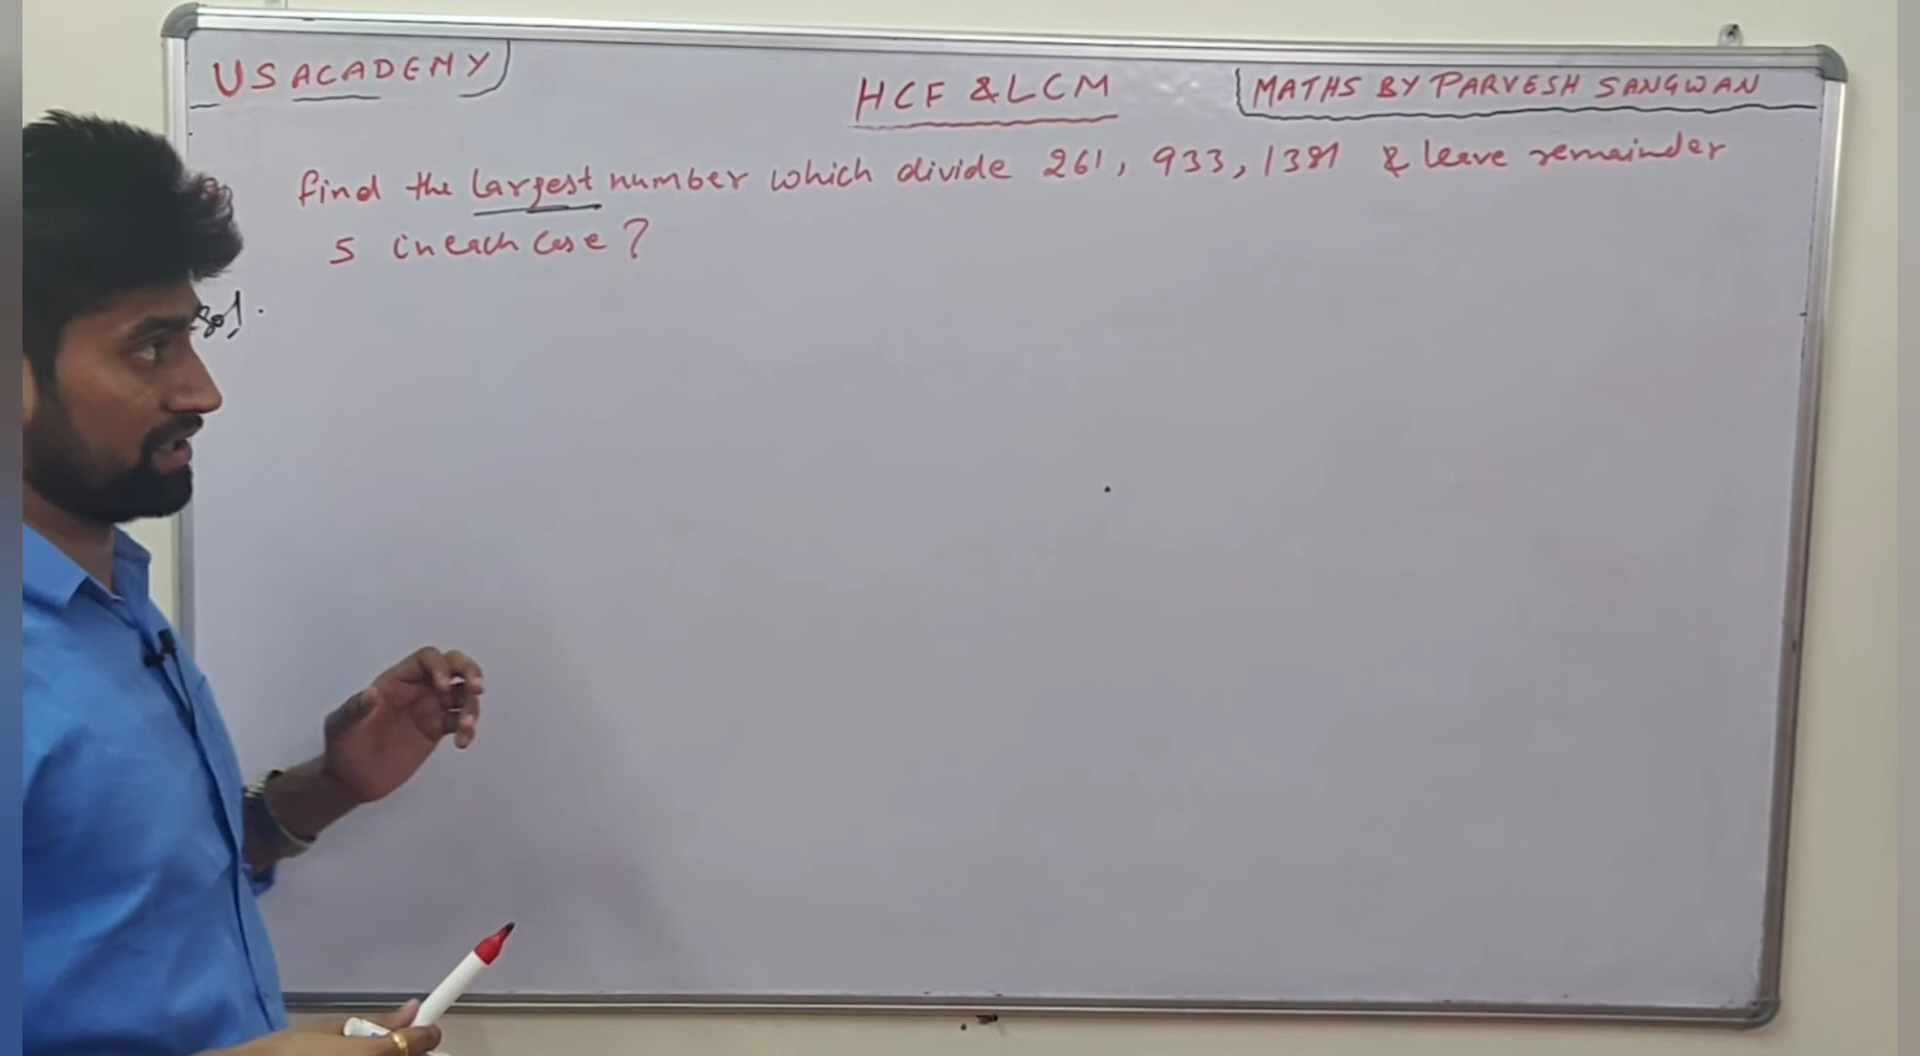 US ACADEMY
HCF & LCM
MATHS BY PARVESH SANGWAN
find the largest number which divide 261, 933, 1381 & leave remainder
5 in each case ?
Sol.